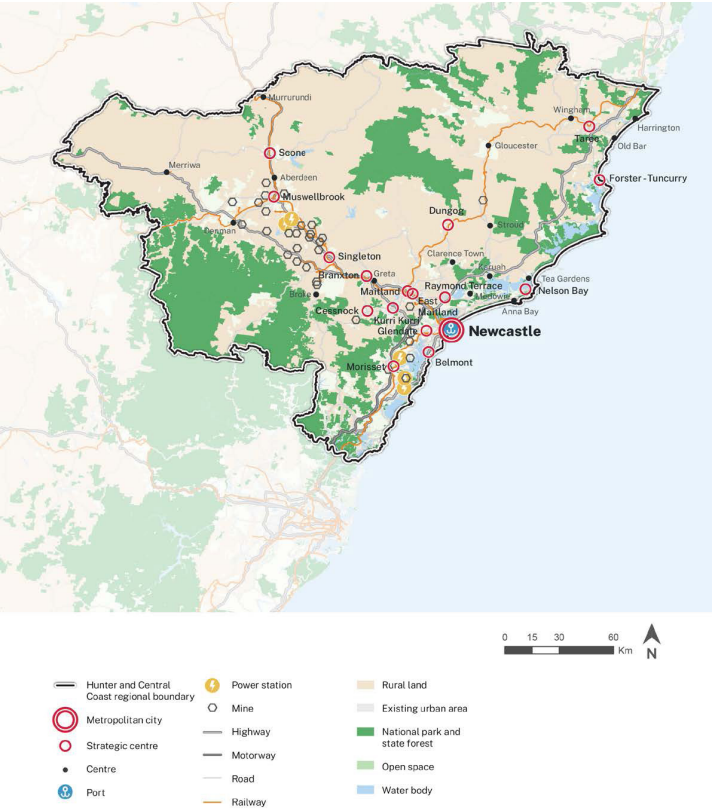 Murrurundi
Wingham
Harrington
Taree
Old Bar
Gloucester
Scone
Merriwa
Aberdeen
Forster - Tuncurry
Muswellbrook
Dungog
Stroud
Denman
Singleton
Clarence Town
Branxton
Greta
Karuah
Tea Gardens
Maitland
Raymond Terrace
Nelson Bay
Broke
East
Maitland
Medowie
Anna Bay
Cessnock
Kurri Kurri
Glendale
Newcastle
Morisset
Belmont
0 15 30 60
Km
N
Hunter and Central
Coast regional boundary
Metropolitan city
Strategic centre
Centre
Port
Power station
Mine
Highway
Motorway
Road
Railway
Rural land
Existing urban area
National park and
state forest
Open space
Water body